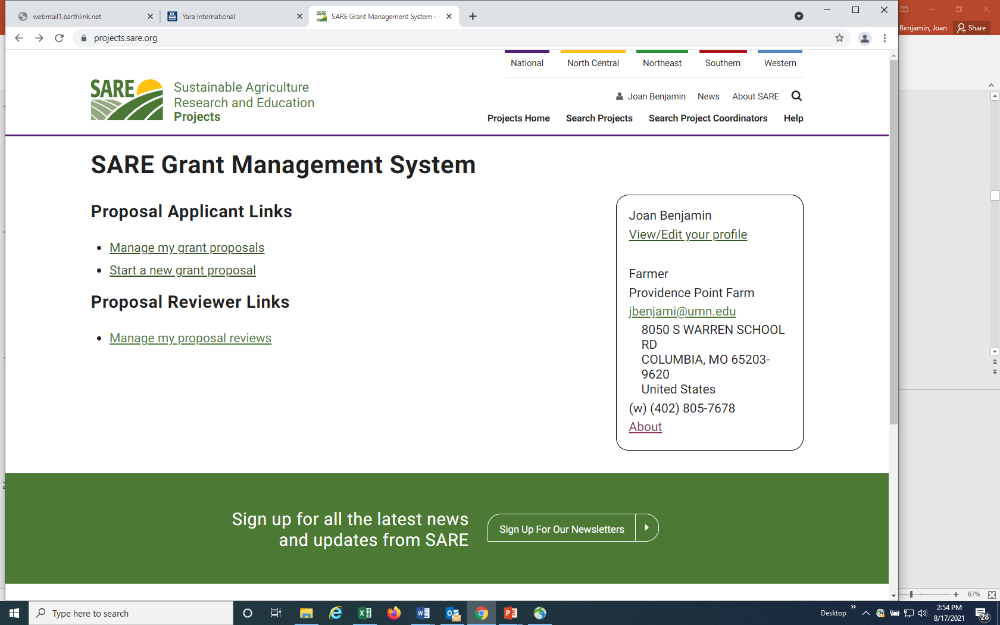 webmail1.earthlink.net
Yara International
SARE Grant Management System –
Benjamin, Joan
Share
projects.sare.org
National
North Central
Northeast
Southern
Western
SARE
Sustainable Agriculture
Research and Education
Projects
Joan Benjamin
News
About SARE
Projects Home
Search Projects
Search Project Coordinators
Help
SARE Grant Management System
Proposal Applicant Links
Manage my grant proposals
Start a new grant proposal
Proposal Reviewer Links
Manage my proposal reviews
Joan Benjamin
View/Edit your profile
Farmer
Providence Point Farm
jbenjami@umn.edu
8050 S WARREN SCHOOL
RD
COLUMBIA, MO 65203-
9620
United States
(w) (402) 805-7678
About
Sign up for all the latest news
and updates from SARE
Sign Up For Our Newsletters
67%
Type here to search
Desktop
2:54 PM
8/17/2021
28